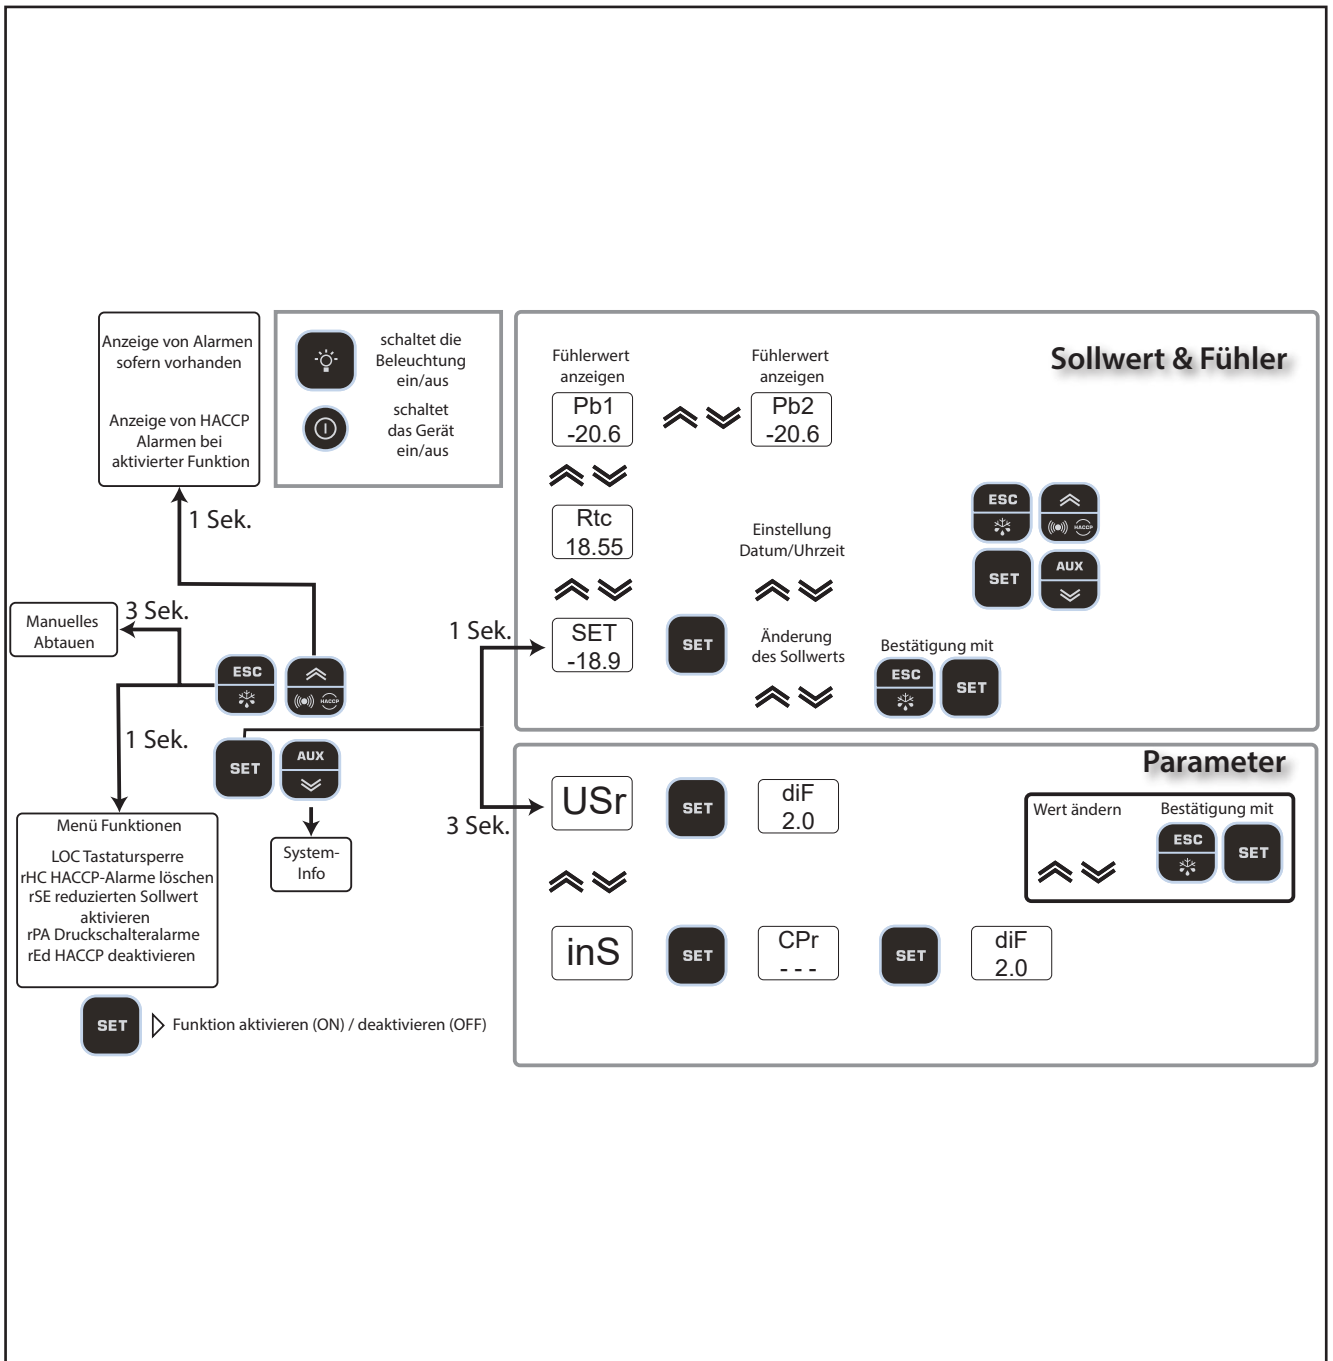 Anzeige von Alarmen
sofern vorhanden
Anzeige von HACCP
Alarmen bei
aktivierter Funktion
schaltet die
Beleuchtung
ein/aus
schaltet
das Gerät
ein/aus
1 Sek.
3 Sek.
Manuelles
Abtauen
ESC
HACCP
1 Sek.
SET
AUX
Menü Funktionen
LOC Tastatursperre
rHC HACCP-Alarme löschen
rSE reduzierten Sollwert
aktivieren
rPA Druckschalteralarme
rEd HACCP deaktivieren
System-
Info
SET
Funktion aktivieren (ON) / deaktivieren (OFF)
1 Sek.
3 Sek.
Sollwert & Fühler
Fühlerwert
anzeigen
Pb1
-20.6
Fühlerwert
anzeigen
Pb2
-20.6
Rtc
18.55
Einstellung
Datum/Uhrzeit
ESC
HACCP
SET
AUX
SET
-18.9
SET
Änderung
des Sollwerts
Bestätigung mit
ESC
SET
Parameter
USr
SET
diF
2.0
Wert ändern
Bestätigung mit
ESC
SET
inS
SET
CPr
- - -
SET
diF
2.0